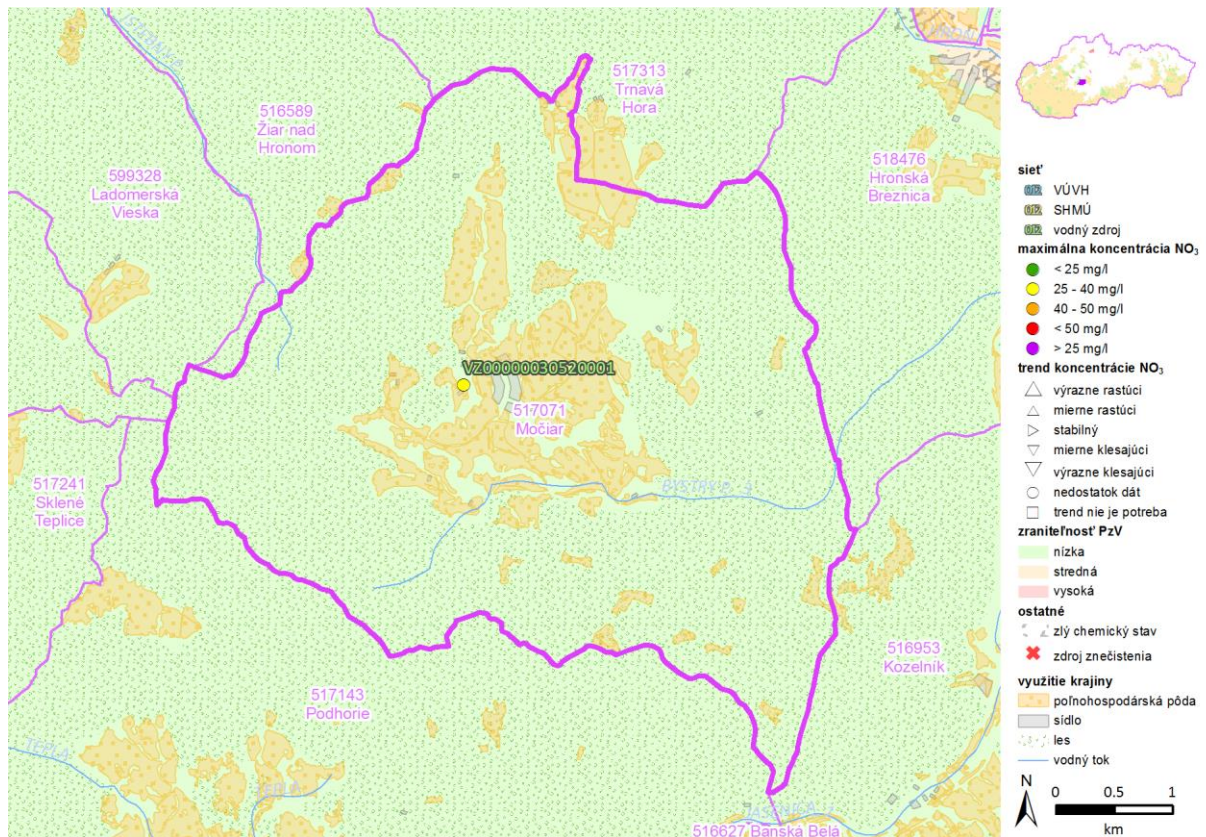 517313
Trnavá
Hora
516589
Žiar nad
Hronom
599328
Ladomerská
Vieska
518476
Hronská
Breznica
VZ00000030520001
517071
Močiar
517241
Sklené
Teplice
516953
Kozelník
517143
Podhorie
TEPLÁ
TEPLÁ
516627 Banská Belá
sieť
VÚVH
SHMÚ
vodný zdroj
maximálna koncentrácia NO₃
< 25 mg/l
25 - 40 mg/l
40 - 50 mg/l
< 50 mg/l
> 25 mg/l
trend koncentrácie NO₃
výrazne rastúci
mierne rastúci
stabilný
mierne klesajúci
výrazne klesajúci
nedostatok dát
trend nie je potreba
zraniteľnosť PzV
nízka
stredná
vysoká
ostatné
zlý chemický stav
zdroj znečistenia
využitie krajiny
poľnohospodárská pôda
sídlo
les
vodný tok
N
0 0.5 1
km